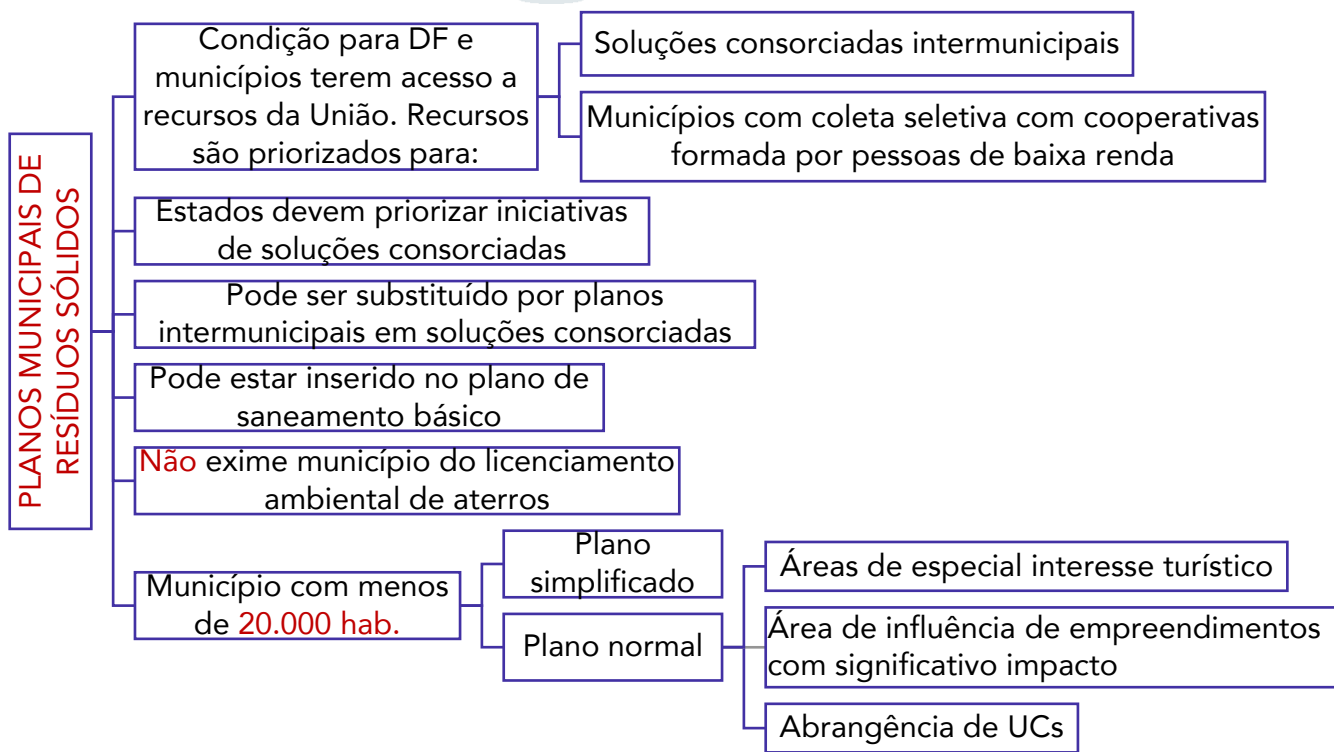 PLANOS MUNICIPAIS DE
RESÍDUOS SÓLIDOS
Condição para DF e
municípios terem acesso a
recursos da União. Recursos
são priorizados para:
Soluções consorciadas intermunicipais
Municípios com coleta seletiva com cooperativas
formada por pessoas de baixa renda
Estados devem priorizar iniciativas
de soluções consorciadas
Pode ser substituído por planos
intermunicipais em soluções consorciadas
Pode estar inserido no plano de
saneamento básico
Não exime município do licenciamento
ambiental de aterros
Município com menos
de 20.000 hab.
Plano
simplificado
Plano normal
Áreas de especial interesse turístico
Área de influência de empreendimentos
com significativo impacto
Abrangência de UCs